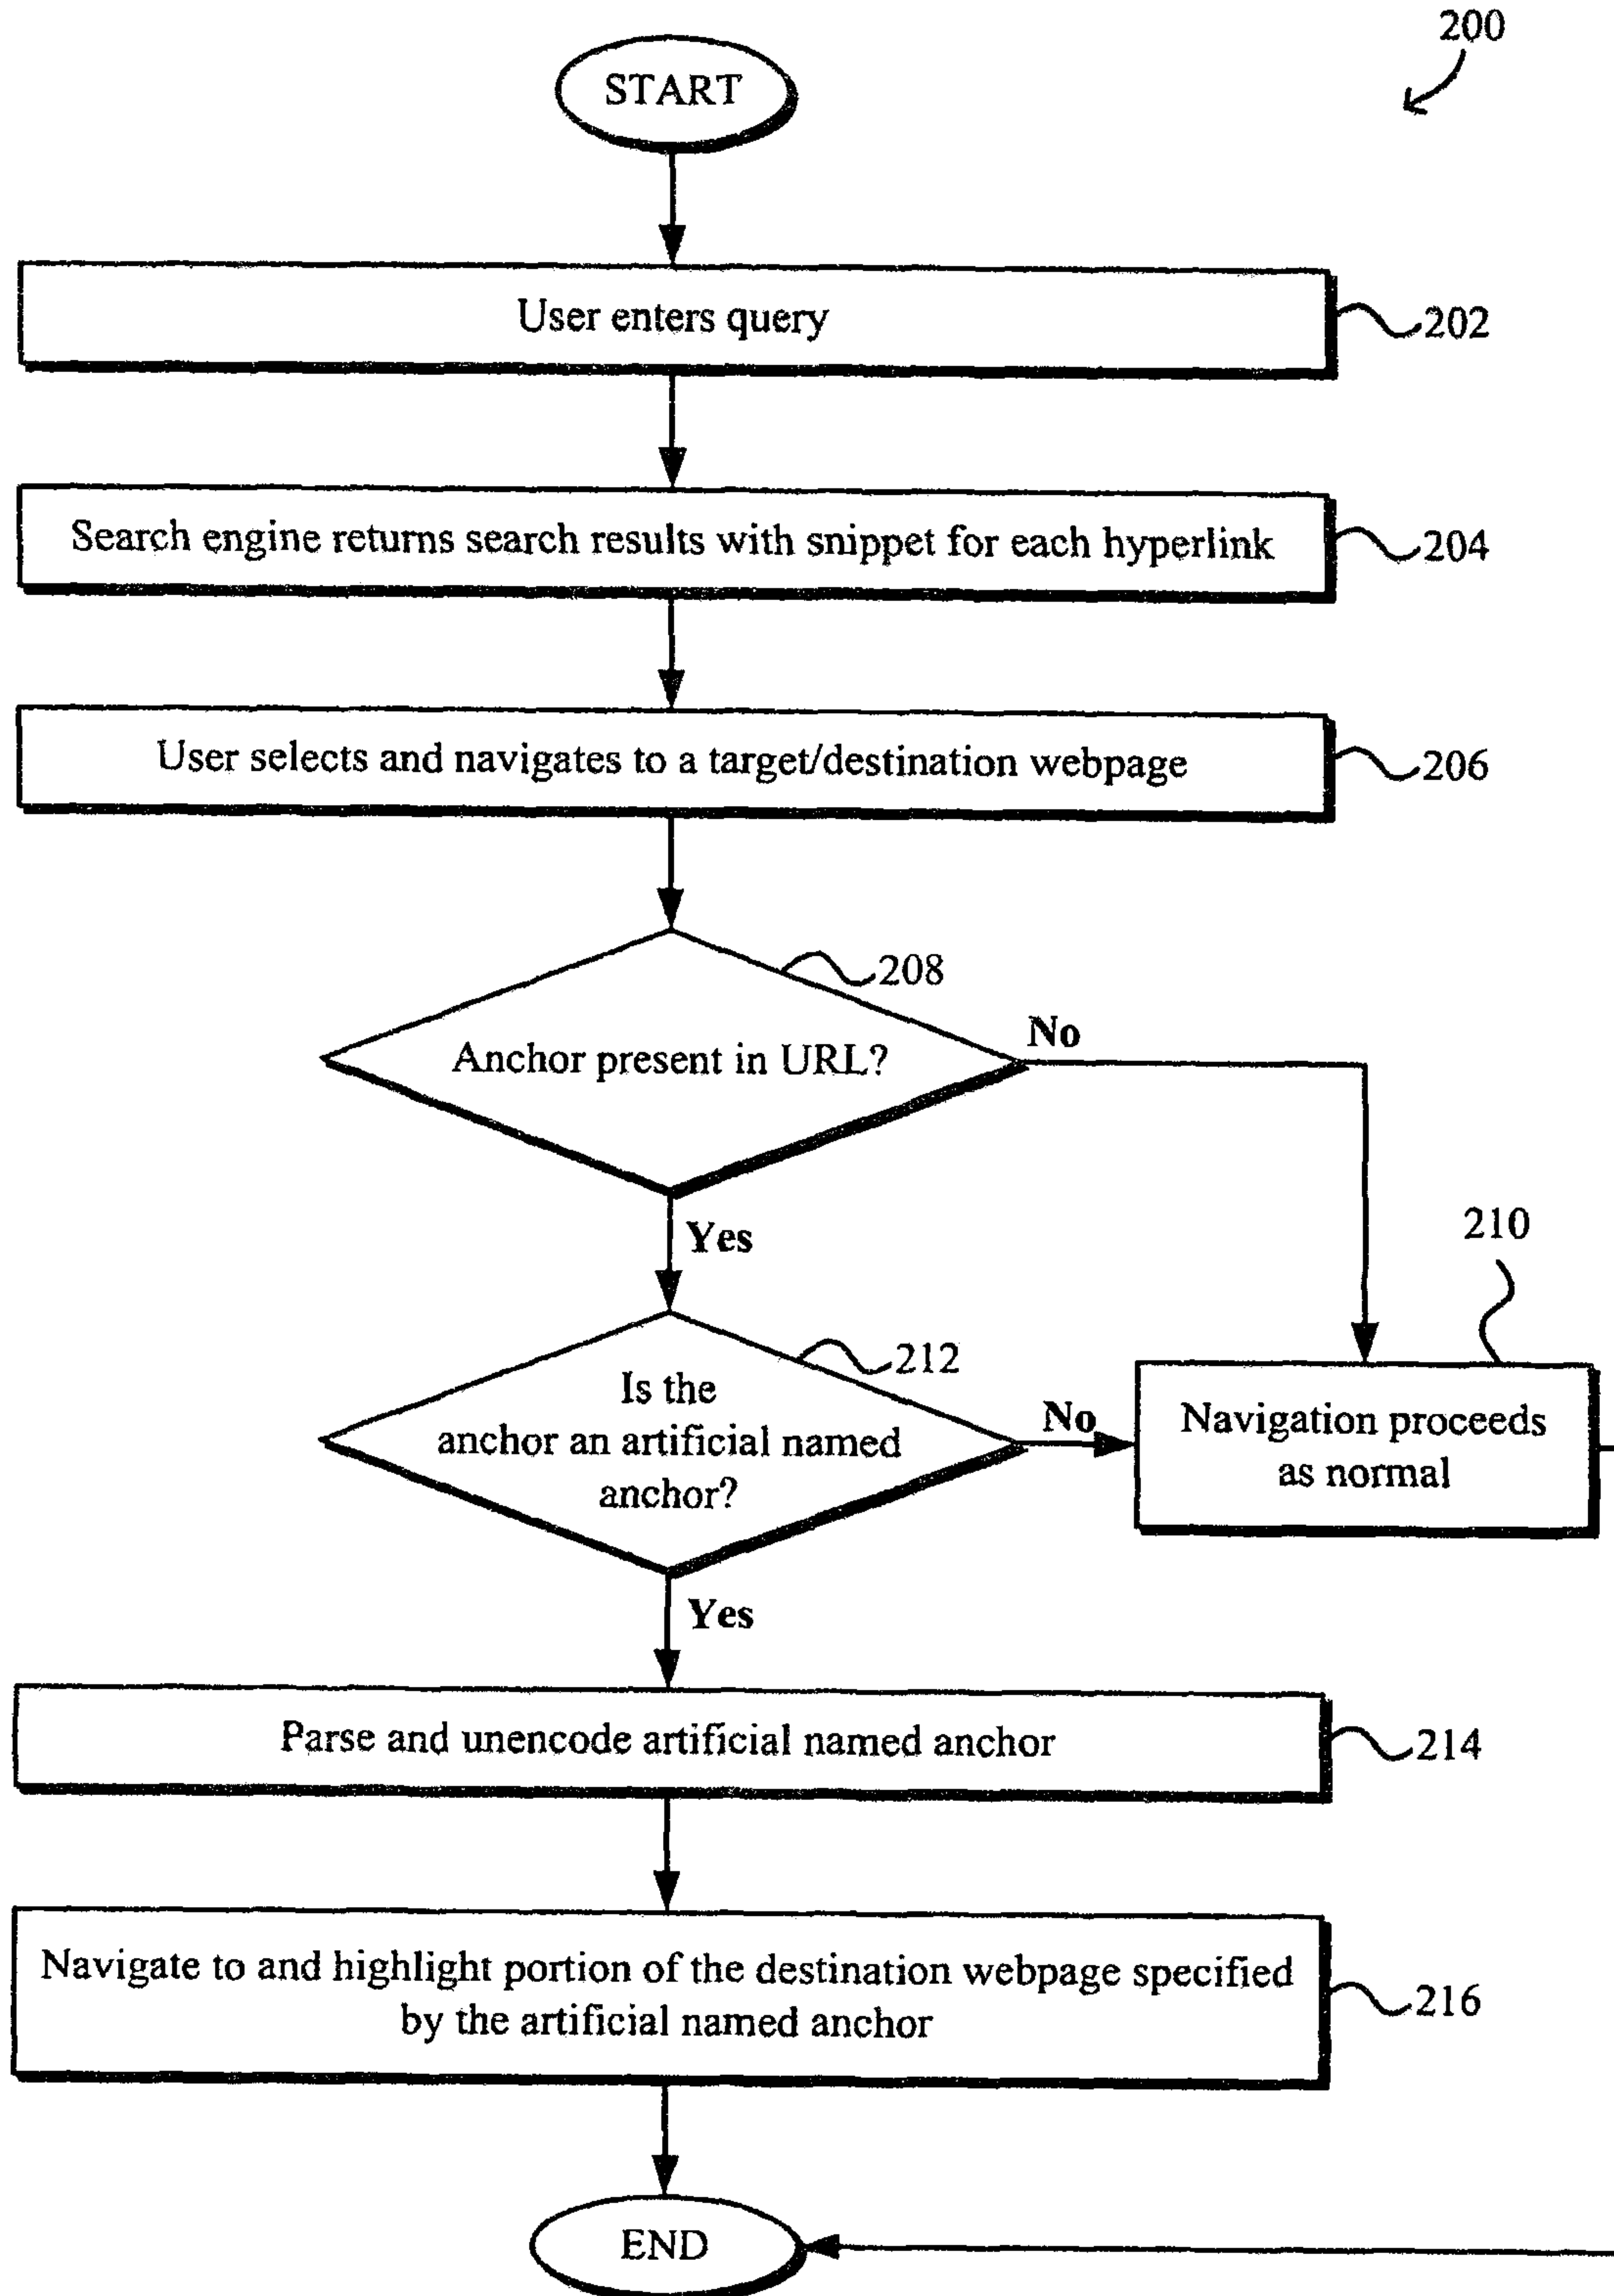 200
START
User enters query
202
Search engine returns search results with snippet for each hyperlink
204
User selects and navigates to a target/destination webpage
206
208
Anchor present in URL?
No
Yes
210
212
Is the
anchor an artificial named
anchor?
No
Navigation proceeds
as normal
Yes
Parse and unencode artificial named anchor
214
Navigate to and highlight portion of the destination webpage specified
by the artificial named anchor
216
END